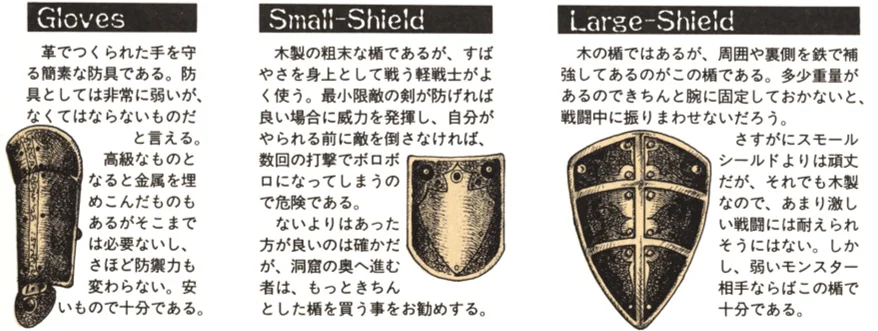 Gloves
革でつくられた手を守
る簡素な防具である。防
具としては非常に弱いが、
なくてはならないものだ
と言える。
高級なものと
なると金属を埋
めこんだものも
あるがそこまで
は必要ないし、
さほど防禦力も
変わらない。安
いもので十分である。
Small-Shield
木製の粗末な楯であるが、すば
やさを身上として戦う軽戦士がよ
く使う。最小限敵の剣が防げれば
良い場合に威力を発揮し、自分が
やられる前に敵を倒さなければ、
数回の打撃でボロボ
ロになってしまうの
で危険である。
ないよりはあった
方が良いのは確かだ
が、洞窟の奥へ進む
者は、もっときちん
とした楯を買う事をお勧めする。
Large-Shield
木の楯ではあるが、周囲や裏側を鉄で補
強してあるのがこの楯である。多少重量が
あるのできちんと腕に固定しておかないと、
戦闘中に振りまわせないだろう。
さすがにスモール
シールドよりは頑丈
だが、それでも木製
なので、あまり激し
い戦闘には耐えられ
そうにはない。しか
し、弱いモンスター
相手ならばこの楯で
十分である。